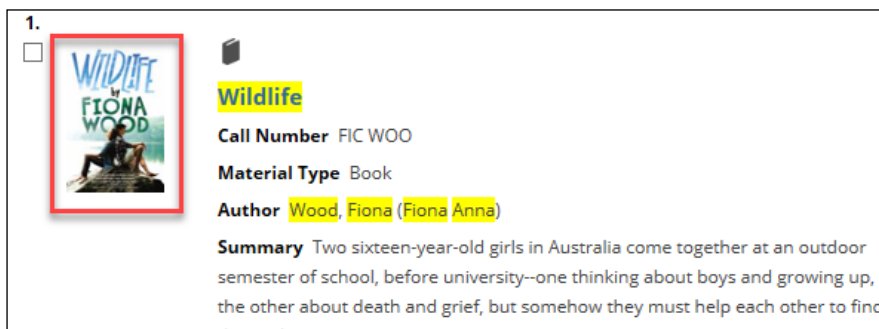 1.
WILDLIFE
by
FIONA
WOOD
Wildlife
Call Number FIC WOO
Material Type Book
Author Wood, Fiona (Fiona Anna)
Summary Two sixteen-year-old girls in Australia come together at an outdoor
semester of school, before university--one thinking about boys and growing up,
the other about death and grief, but somehow they must help each other to find